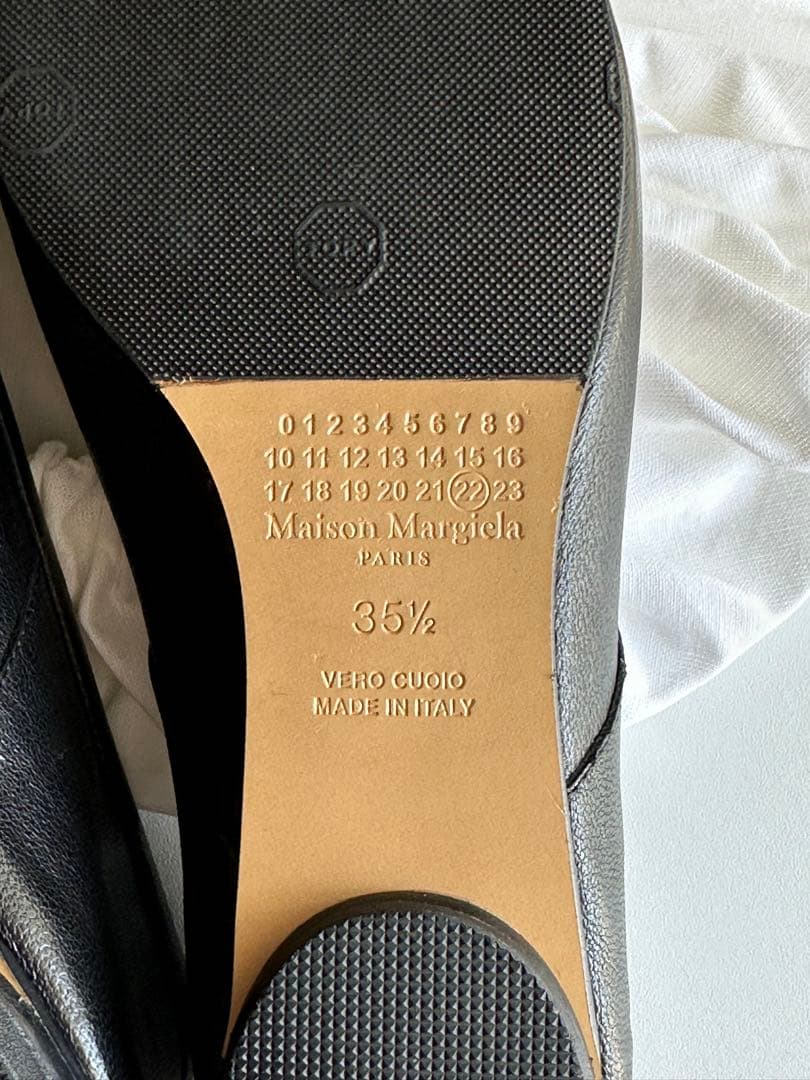 0 1 2 3 4 5 6 7 8 9
10 11 12 13 14 15 16
17 18 19 20 21 22 23
Maison Margiela
PARIS
35½
VERO CUOIO
MADE IN ITALY